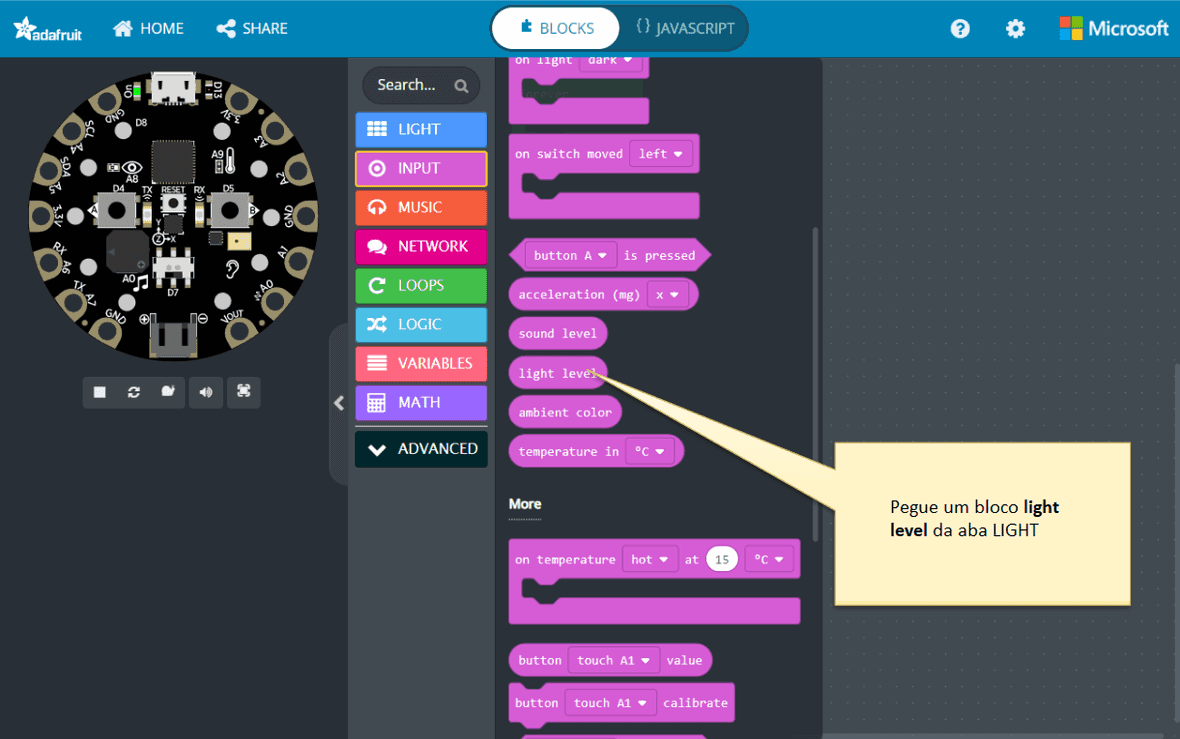 adafruit
HOME
SHARE
BLOCKS
{} JAVASCRIPT
Microsoft
ON
D13
GND
3.3V
D8
SCL
A4
A3
SDA
A5
A9
A2
A8
D4
TX
RESET
RX
D5
A
B
3.3V
GND
Y
Z X
RX
A6
A1
A0
D7
TX
A7
A0
GND
VOUT
Search...
LIGHT
INPUT
MUSIC
NETWORK
LOOPS
LOGIC
VARIABLES
MATH
ADVANCED
on light dark
forever
on switch moved left
button A is pressed
acceleration (mg) x
sound level
light level
ambient color
temperature in °C
More
on temperature hot at 15 °C
button touch A1 value
button touch A1 calibrate
Pegue um bloco light
level da aba LIGHT